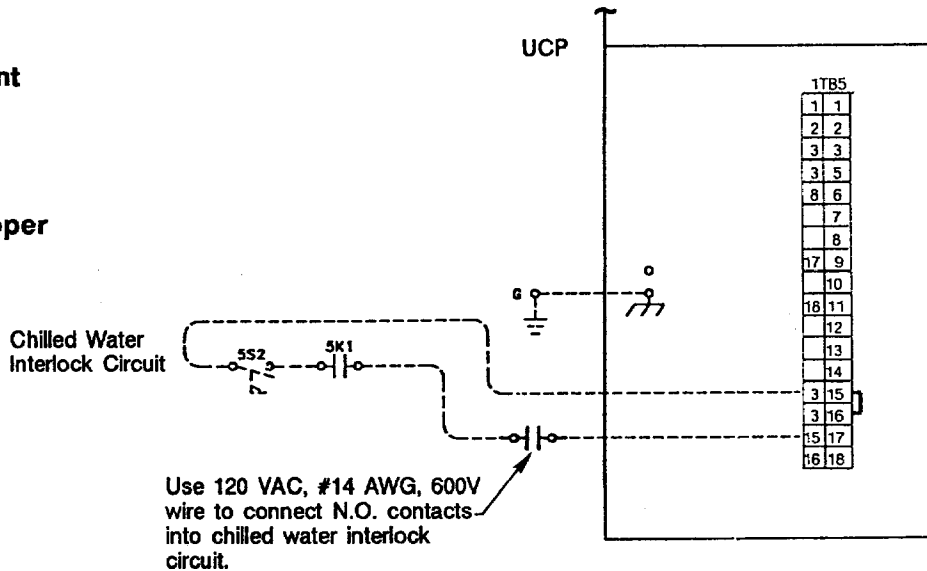 nt
UCP
1TB5
1 1
2 2
3 3
3 5
8 6
7
8
17 9
10
18 11
12
13
14
3 15
3 16
15 17
16 18
oper
G
Chilled Water
Interlock Circuit
5S2
5K1
Use 120 VAC, #14 AWG, 600V
wire to connect N.O. contacts
into chilled water interlock
circuit.